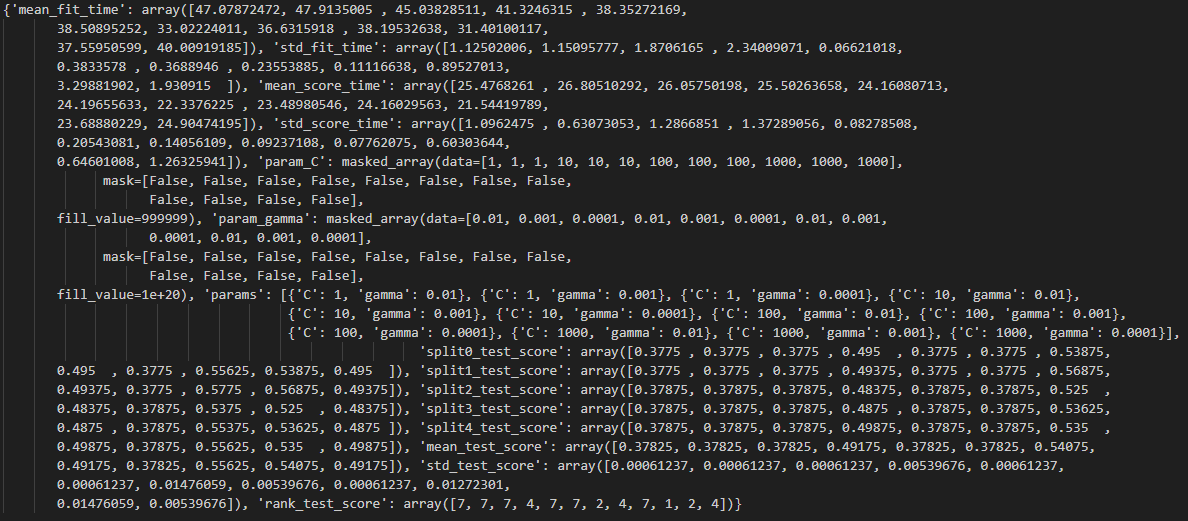 {'mean_fit_time': array([47.07872472, 47.9135005 , 45.03828511, 41.3246315 , 38.35272169,
38.50895252, 33.02224011, 36.6315918 , 38.19532638, 31.40100117,
37.55950599, 40.00919185]), 'std_fit_time': array([1.12502006, 1.15095777, 1.8706165 , 2.34009071, 0.06621018,
0.3833578 , 0.3688946 , 0.23553885, 0.11116638, 0.89527013,
3.29881902, 1.930915  ]), 'mean_score_time': array([25.4768261 , 26.80510292, 26.05750198, 25.50263658, 24.16080713,
24.19655633, 22.3376225 , 23.48980546, 24.16029563, 21.54419789,
23.68880229, 24.90474195]), 'std_score_time': array([1.0962475 , 0.63073053, 1.2866851 , 1.37289056, 0.08278508,
0.20543081, 0.14056109, 0.09237108, 0.07762075, 0.60303644,
0.64601008, 1.26325941]), 'param_C': masked_array(data=[1, 1, 1, 10, 10, 10, 100, 100, 100, 1000, 1000, 1000],
mask=[False, False, False, False, False, False, False, False,
False, False, False, False],
fill_value=999999), 'param_gamma': masked_array(data=[0.01, 0.001, 0.0001, 0.01, 0.001, 0.0001, 0.01, 0.001,
0.0001, 0.01, 0.001, 0.0001],
mask=[False, False, False, False, False, False, False, False,
False, False, False, False],
fill_value=1e+20), 'params': [{'C': 1, 'gamma': 0.01}, {'C': 1, 'gamma': 0.001}, {'C': 1, 'gamma': 0.0001}, {'C': 10, 'gamma': 0.01},
{'C': 10, 'gamma': 0.001}, {'C': 10, 'gamma': 0.0001}, {'C': 100, 'gamma': 0.01}, {'C': 100, 'gamma': 0.001},
{'C': 100, 'gamma': 0.0001}, {'C': 1000, 'gamma': 0.01}, {'C': 1000, 'gamma': 0.001}, {'C': 1000, 'gamma': 0.0001}],
'split0_test_score': array([0.3775 , 0.3775 , 0.3775 , 0.495  , 0.3775 , 0.3775 , 0.53875,
0.495  , 0.3775 , 0.55625, 0.53875, 0.495  ]), 'split1_test_score': array([0.3775 , 0.3775 , 0.3775 , 0.49375, 0.3775 , 0.3775 , 0.56875,
0.49375, 0.3775 , 0.5775 , 0.56875, 0.49375]), 'split2_test_score': array([0.37875, 0.37875, 0.37875, 0.48375, 0.37875, 0.37875, 0.525  ,
0.48375, 0.37875, 0.5375 , 0.525  , 0.48375]), 'split3_test_score': array([0.37875, 0.37875, 0.37875, 0.4875 , 0.37875, 0.37875, 0.53625,
0.4875 , 0.37875, 0.55375, 0.53625, 0.4875 ]), 'split4_test_score': array([0.37875, 0.37875, 0.37875, 0.49875, 0.37875, 0.37875, 0.535  ,
0.49875, 0.37875, 0.55625, 0.535  , 0.49875]), 'mean_test_score': array([0.37825, 0.37825, 0.37825, 0.49175, 0.37825, 0.37825, 0.54075,
0.49175, 0.37825, 0.55625, 0.54075, 0.49175]), 'std_test_score': array([0.00061237, 0.00061237, 0.00061237, 0.00539676, 0.00061237,
0.00061237, 0.01476059, 0.00539676, 0.00061237, 0.01272301,
0.01476059, 0.00539676]), 'rank_test_score': array([7, 7, 7, 4, 7, 7, 2, 4, 7, 1, 2, 4])}